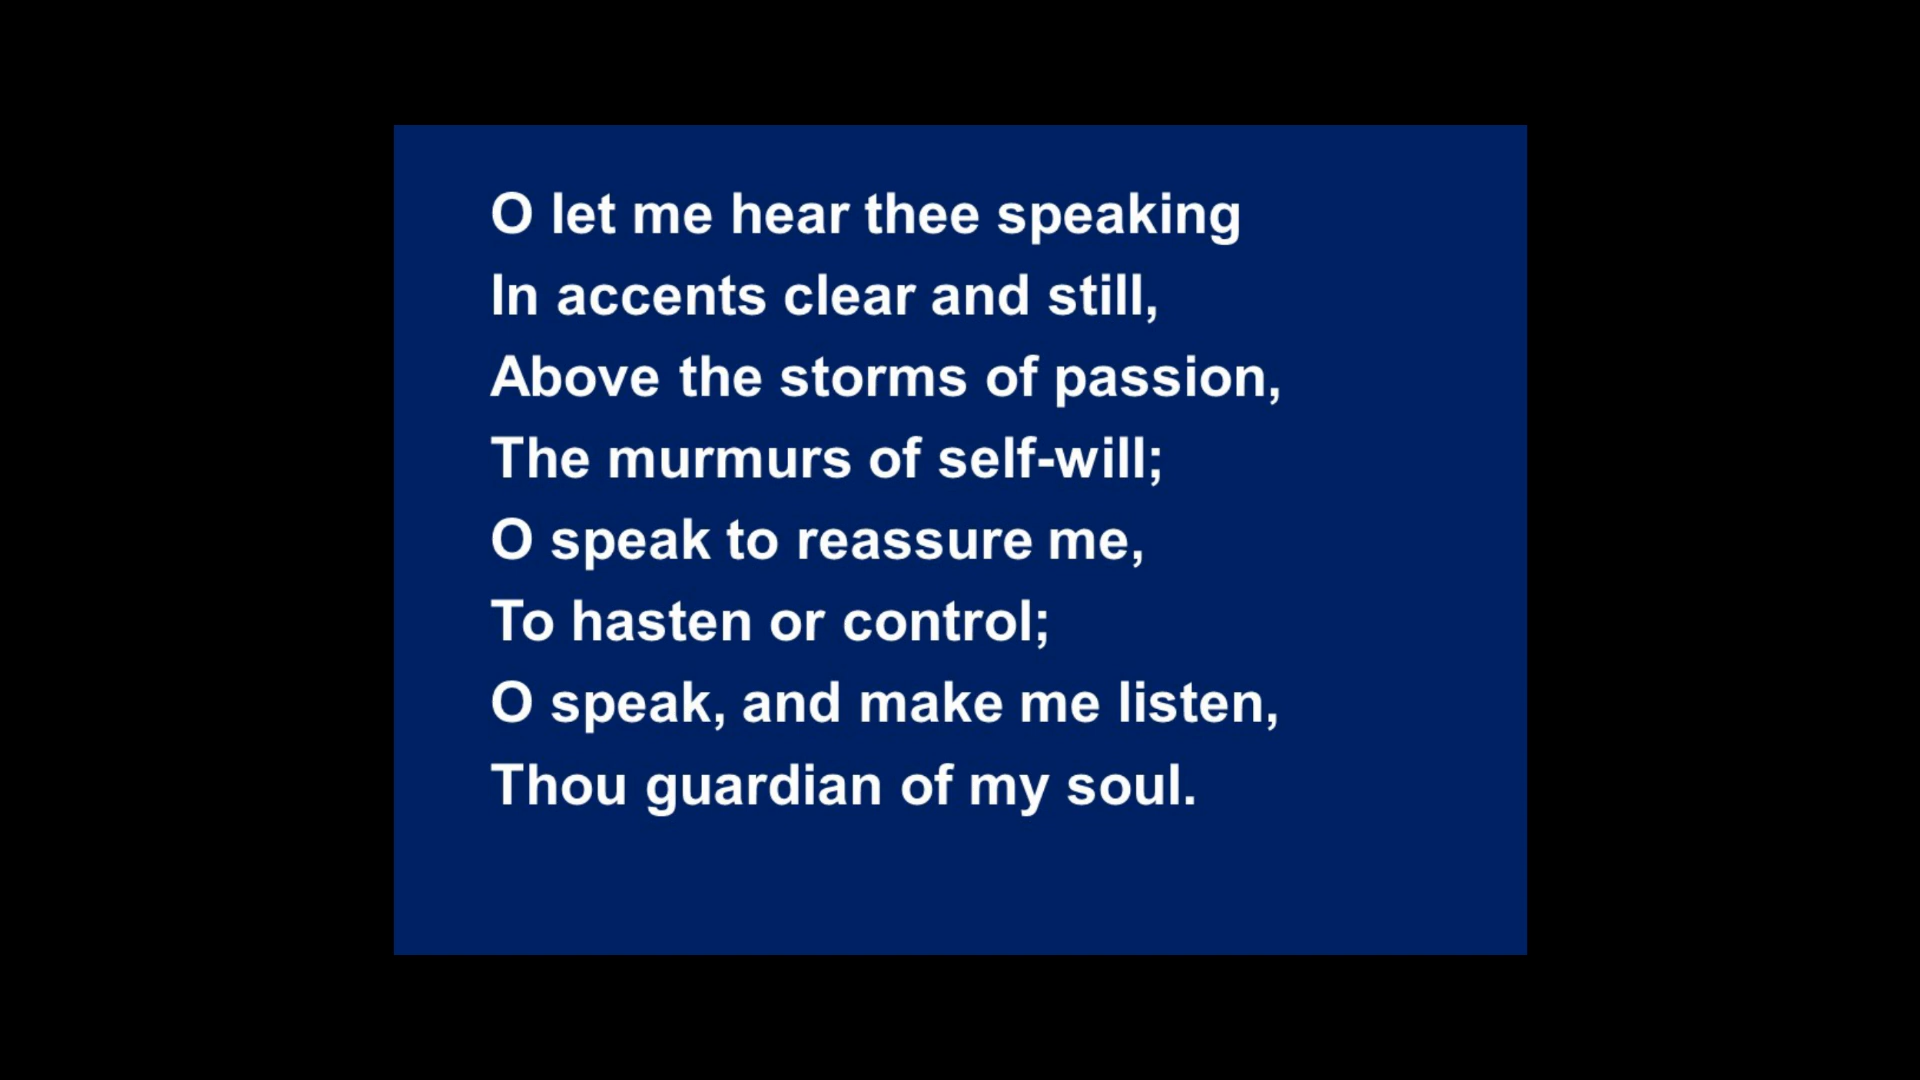 O let me hear thee speaking
In accents clear and still,
Above the storms of passion,
The murmurs of self-will;
O speak to reassure me,
To hasten or control;
O speak, and make me listen,
Thou guardian of my soul.